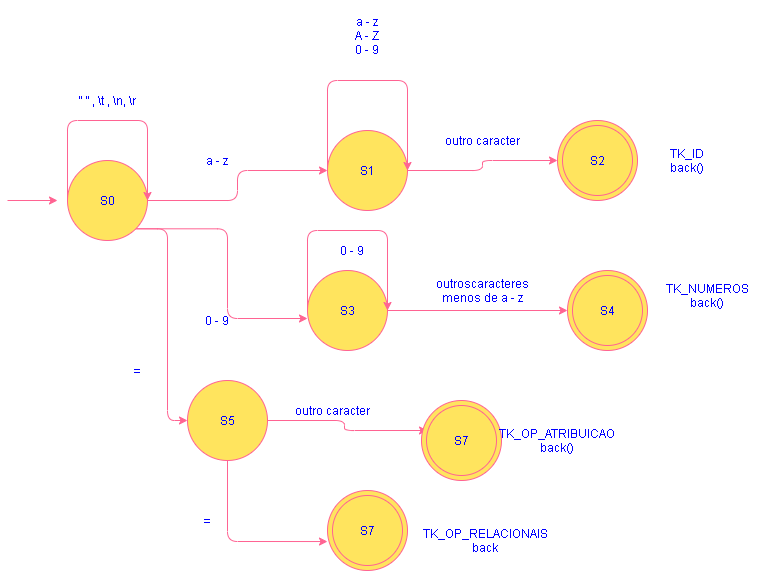 a - z
A - Z
0 - 9
" ", \t , \n, \r
S0
a - z
S1
outro caracter
S2
TK_ID
back()
0 - 9
0 - 9
S3
outroscaracteres
menos de a - z
S4
TK_NUMEROS
back()
=
S5
outro caracter
S7
TK_OP_ATRIBUICAO
back()
=
S7
TK_OP_RELACIONAIS
back